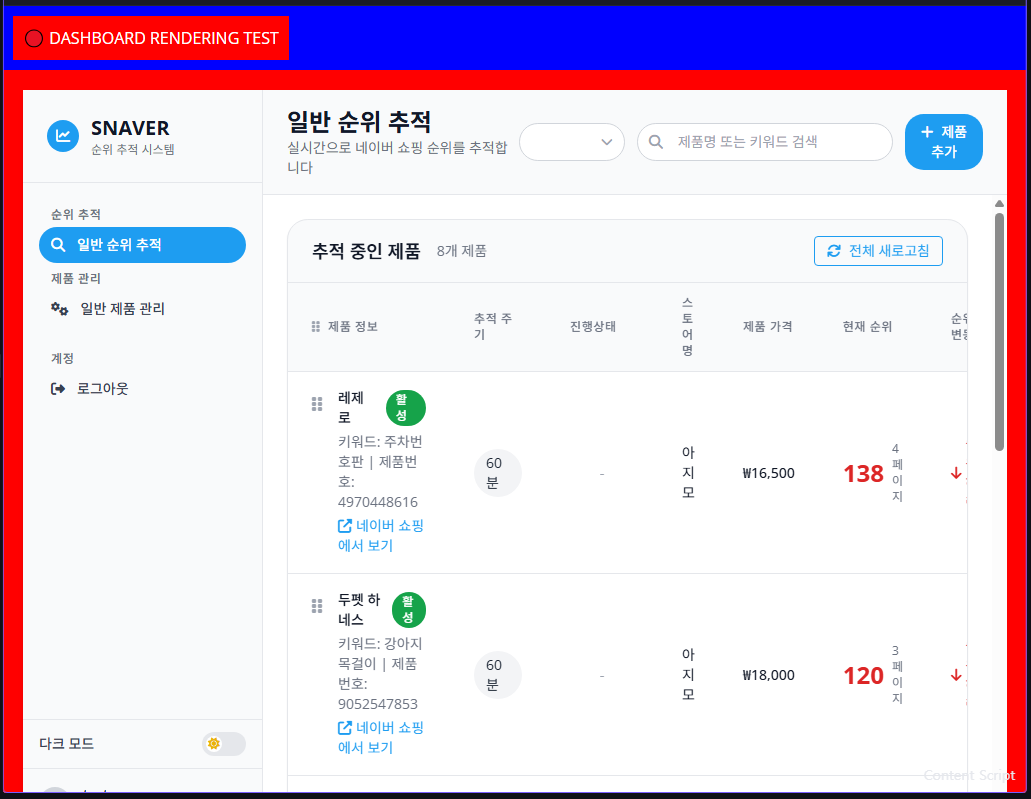 DASHBOARD RENDERING TEST
SNAVER
순위 추적 시스템
순위 추적
일반 순위 추적
제품 관리
일반 제품 관리
계정
로그아웃
다크 모드
일반 순위 추적
실시간으로 네이버 쇼핑 순위를 추적합
니다
제품명 또는 키워드 검색
+ 제품
추가
추적 중인 제품 8개 제품
전체 새로고침
제품 정보
추적 주
기
진행상태
스
토
어
명
제품 가격
현재 순위
순위
변동
레제
로
활
성
키워드: 주차번
호판 | 제품번
호:
4970448616
네이버 쇼핑
에서 보기
60
분
-
아
지
모
₩16,500
138
4
페
이
지
두펫 하
네스
활
성
키워드: 강아지
목걸이 | 제품
번호:
9052547853
네이버 쇼핑
에서 보기
60
분
-
아
지
모
₩18,000
120
3
페
이
지
Content Script